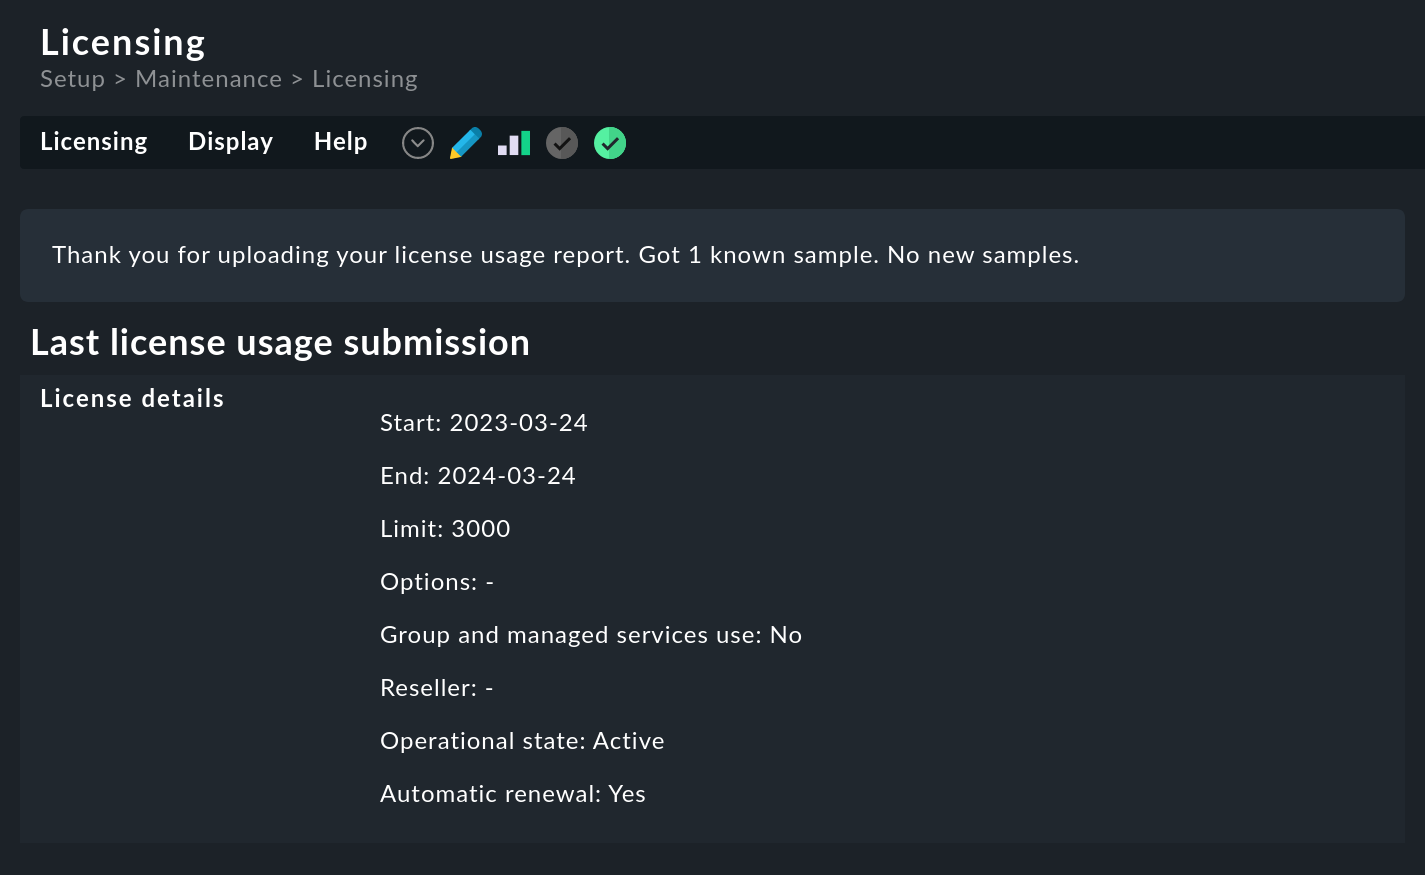 Licensing
Setup > Maintenance > Licensing
Licensing Display Help
Thank you for uploading your license usage report. Got 1 known sample. No new samples.
Last license usage submission
License details
Start: 2023-03-24
End: 2024-03-24
Limit: 3000
Options: -
Group and managed services use: No
Reseller: -
Operational state: Active
Automatic renewal: Yes